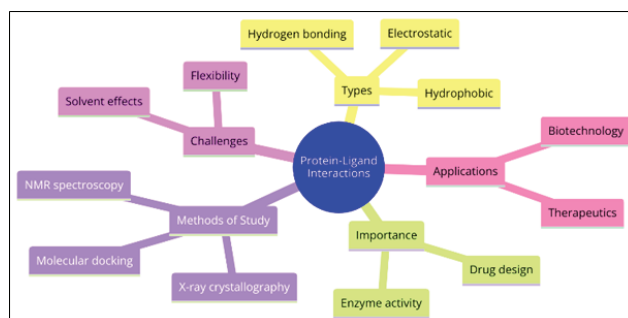 Hydrogen bonding
Electrostatic
Types
Hydrophobic
Flexibility
Solvent effects
Challenges
Protein-Ligand
Interactions
Biotechnology
Applications
Therapeutics
NMR spectroscopy
Methods of Study
Molecular docking
X-ray crystallography
Importance
Drug design
Enzyme activity